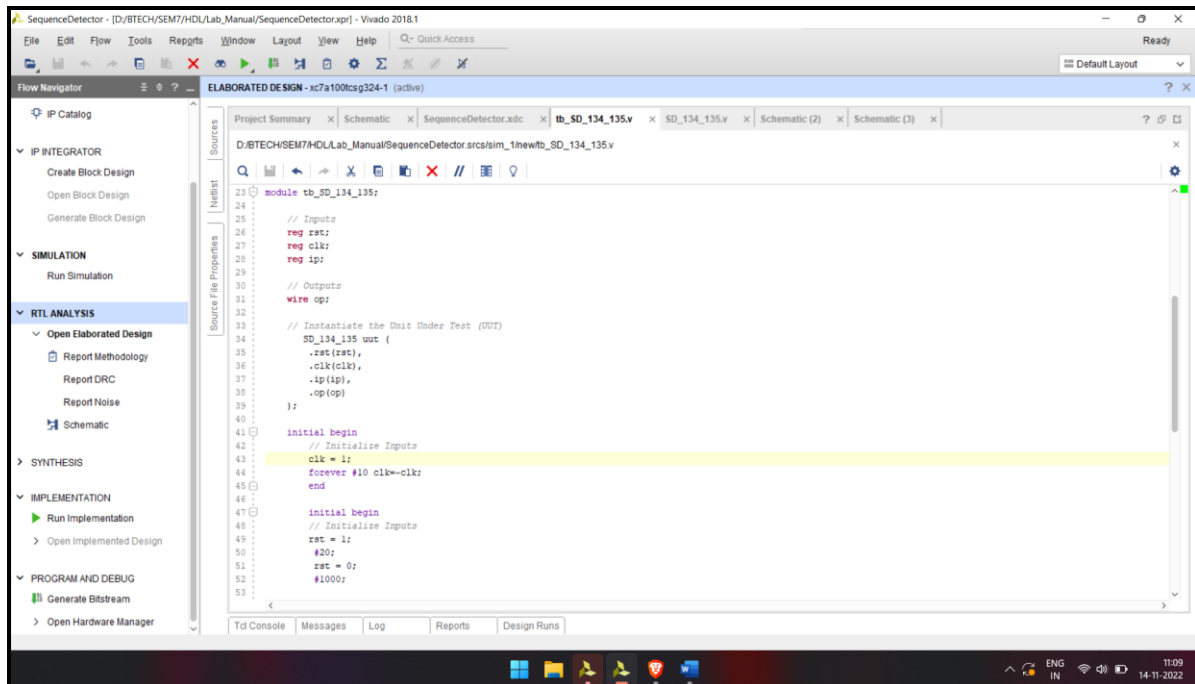 SequenceDetector - [D:/BTECH/SEM7/HDL/Lab_Manual/SequenceDetector.xpr] - Vivado 2018.1
File Edit Flow Tools Reports Window Layout View Help Q- Quick Access
Ready
Default Layout
Flow Navigator
ELABORATED DESIGN - xc7a100tcsg324-1 (active)
IP Catalog
IP INTEGRATOR
Create Block Design
Open Block Design
Generate Block Design
SIMULATION
Run Simulation
RTL ANALYSIS
Open Elaborated Design
Report Methodology
Report DRC
Report Noise
Schematic
SYNTHESIS
IMPLEMENTATION
Run Implementation
Open Implemented Design
PROGRAM AND DEBUG
Generate Bitstream
Open Hardware Manager
Sources
Netlist
Source File Properties
Project Summary Schematic SequenceDetector.xdc tb_SD_134_135.v SD_134_135.v Schematic (2) Schematic (3)
D:/BTECH/SEM7/HDL/Lab_Manual/SequenceDetector.srcs/sim_1/new/tb_SD_134_135.v
23 module tb_SD_134_135;
24
25 // Inputs
26 reg rst;
27 reg clk;
28 reg ip;
29
30 // Outputs
31 wire op;
32
33 // Instantiate the Unit Under Test (UUT)
34 SD_134_135 uut (
35 .rst(rst),
36 .clk(clk),
37 .ip(ip),
38 .op(op)
39 );
40
41 initial begin
42 // Initialize Inputs
43 clk = 1;
44 forever #10 clk=~clk;
45 end
46
47 initial begin
48 // Initialize Inputs
49 rst = 1;
50 #20;
51 rst = 0;
52 #1000;
53
Tcl Console Messages Log Reports Design Runs
ENG
IN
11:09
14-11-2022